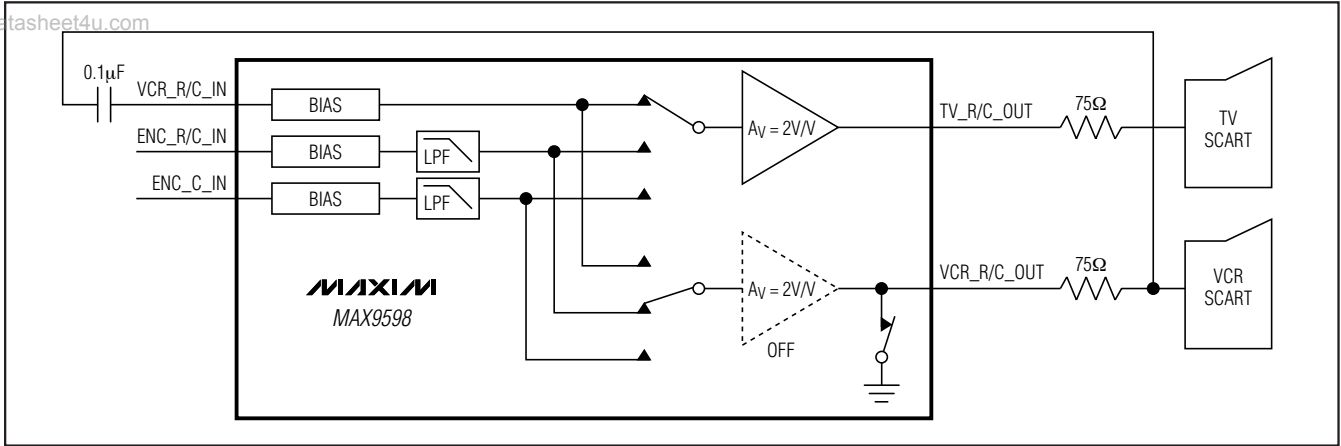 atasheet4u.com
0.1µF
VCR_R/C_IN
BIAS
ENC_R/C_IN
BIAS
LPF
ENC_C_IN
BIAS
LPF
AV = 2V/V
TV_R/C_OUT
75Ω
TV
SCART
MAXIM
MAX9598
AV = 2V/V
OFF
VCR_R/C_OUT
75Ω
VCR
SCART